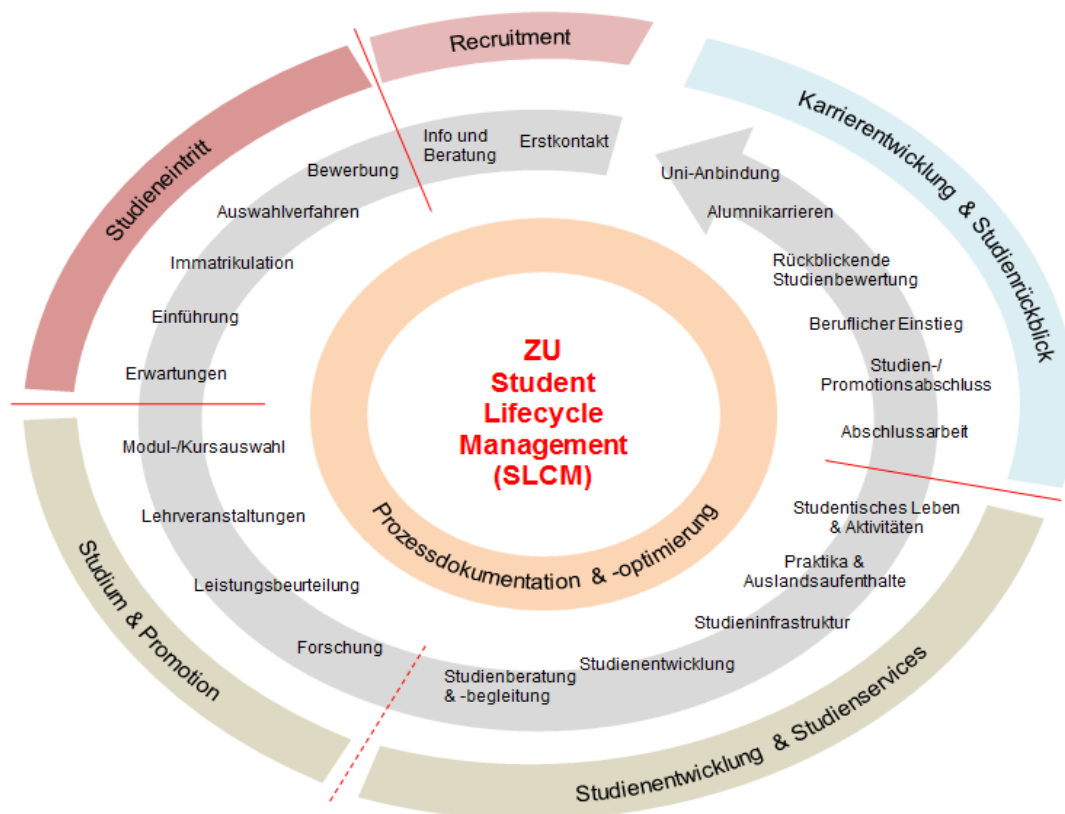 Recruitment
Erstkontakt
Info und
Beratung
Studieneintritt
Bewerbung
Auswahlverfahren
Immatrikulation
Einführung
Erwartungen
Studium & Promotion
Modul-/Kursauswahl
Lehrveranstaltungen
Leistungsbeurteilung
Forschung
Studienentwicklung & Studienservices
Studienberatung
& -begleitung
Studienentwicklung
Studieninfrastruktur
Praktika &
Auslandsaufenthalte
Studentisches Leben
& Aktivitäten
Karrierentwicklung & Studienrückblick
Abschlussarbeit
Studien-/
Promotionsabschluss
Beruflicher Einstieg
Rückblickende
Studienbewertung
Alumnikarrieren
Uni-Anbindung
ZU
Student
Lifecycle
Management
(SLCM)
Prozessdokumentation & -optimierung